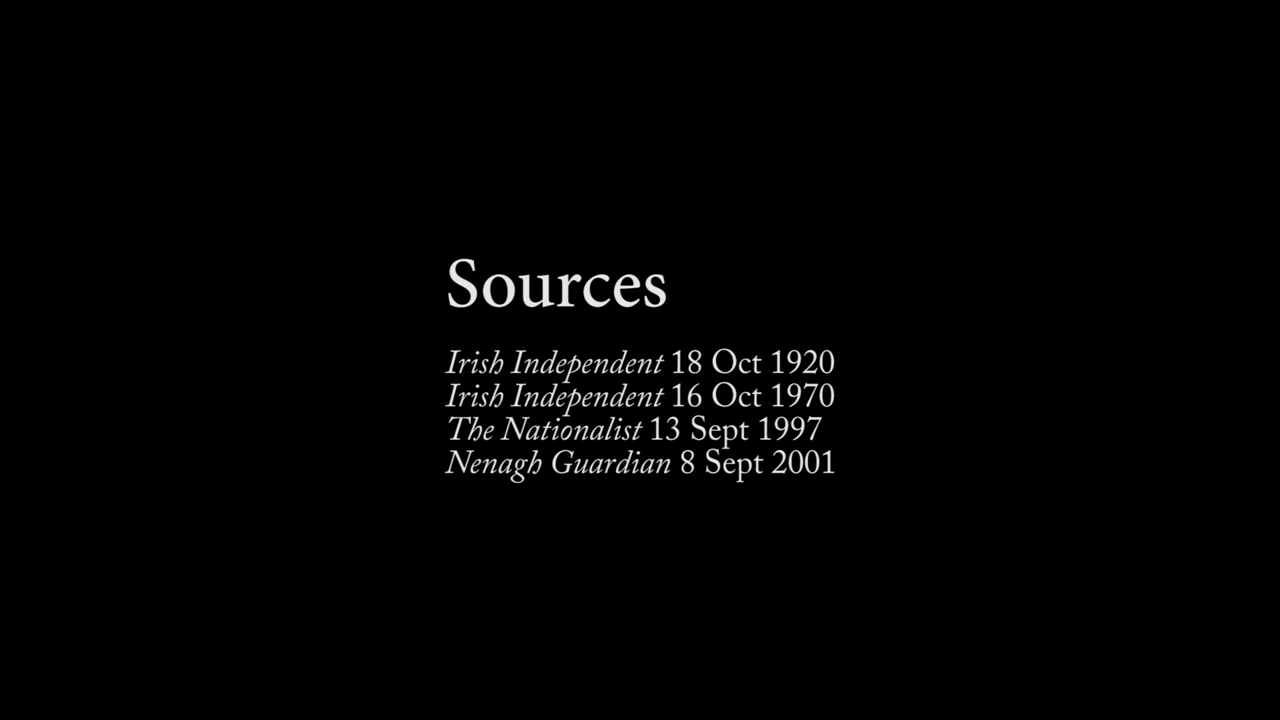 Sources
Irish Independent 18 Oct 1920
Irish Independent 16 Oct 1970
The Nationalist 13 Sept 1997
Nenagh Guardian 8 Sept 2001